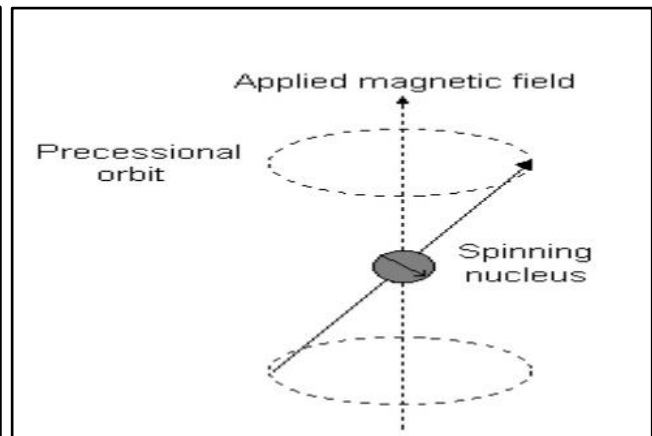 Applied magnetic field
Precessional
orbit
Spinning
nucleus